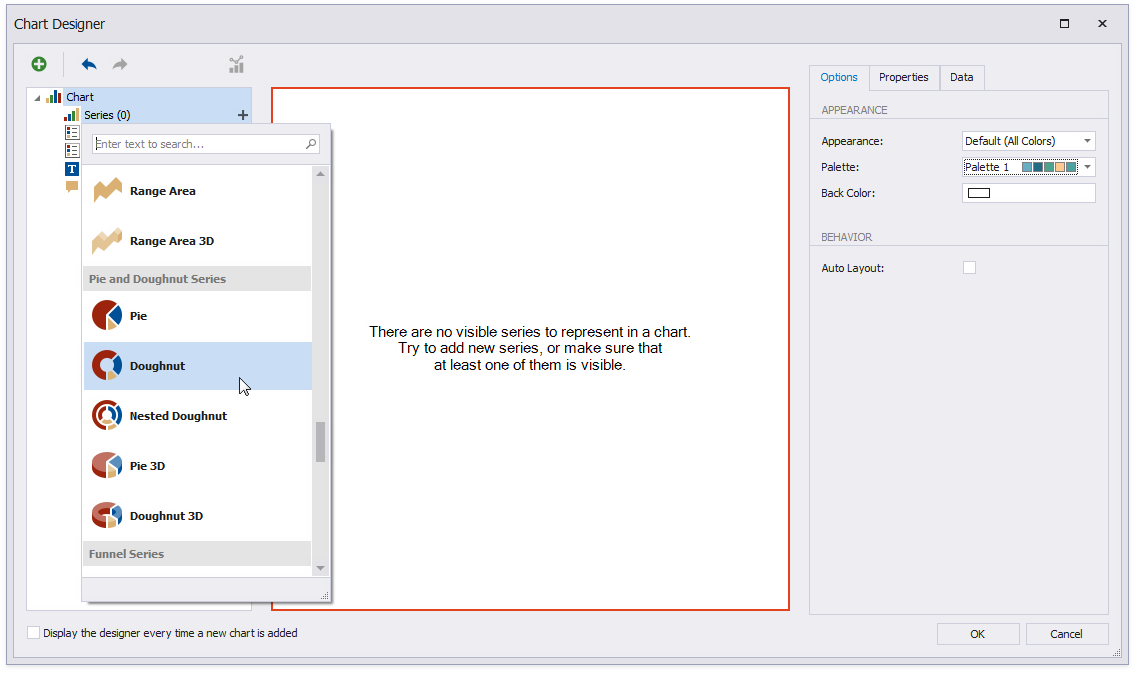 Chart Designer
Chart
Series (0)
T
Enter text to search...
Range Area
Range Area 3D
Pie and Doughnut Series
Pie
Doughnut
Nested Doughnut
Pie 3D
Doughnut 3D
Funnel Series
There are no visible series to represent in a chart.
Try to add new series, or make sure that
at least one of them is visible.
Options Properties Data
APPEARANCE
Appearance: Default (All Colors)
Palette: Palette 1
Back Color:
BEHAVIOR
Auto Layout:
Display the designer every time a new chart is added
OK Cancel